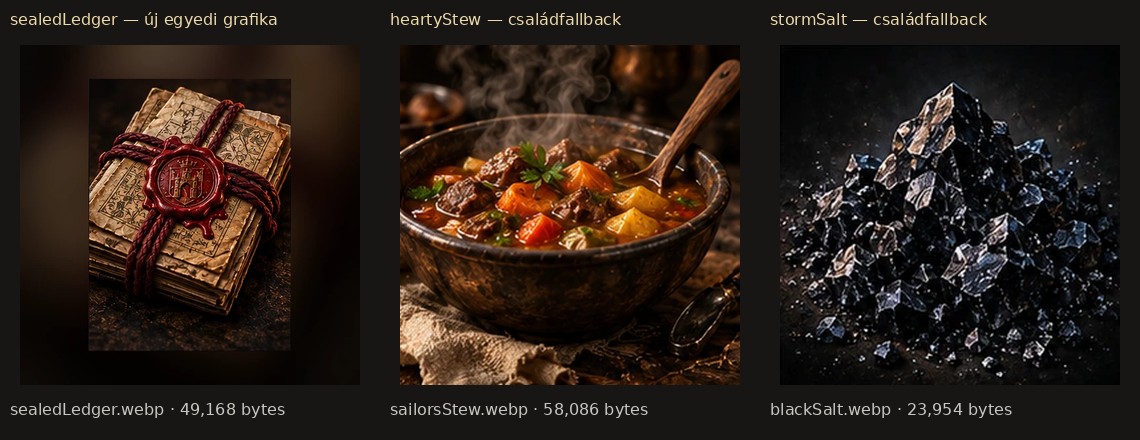 sealedLedger — új egyedi grafika
heartyStew — családfallback
stormSalt — családfallback
sealedLedger.webp · 49,168 bytes
sailorsStew.webp · 58,086 bytes
blackSalt.webp · 23,954 bytes